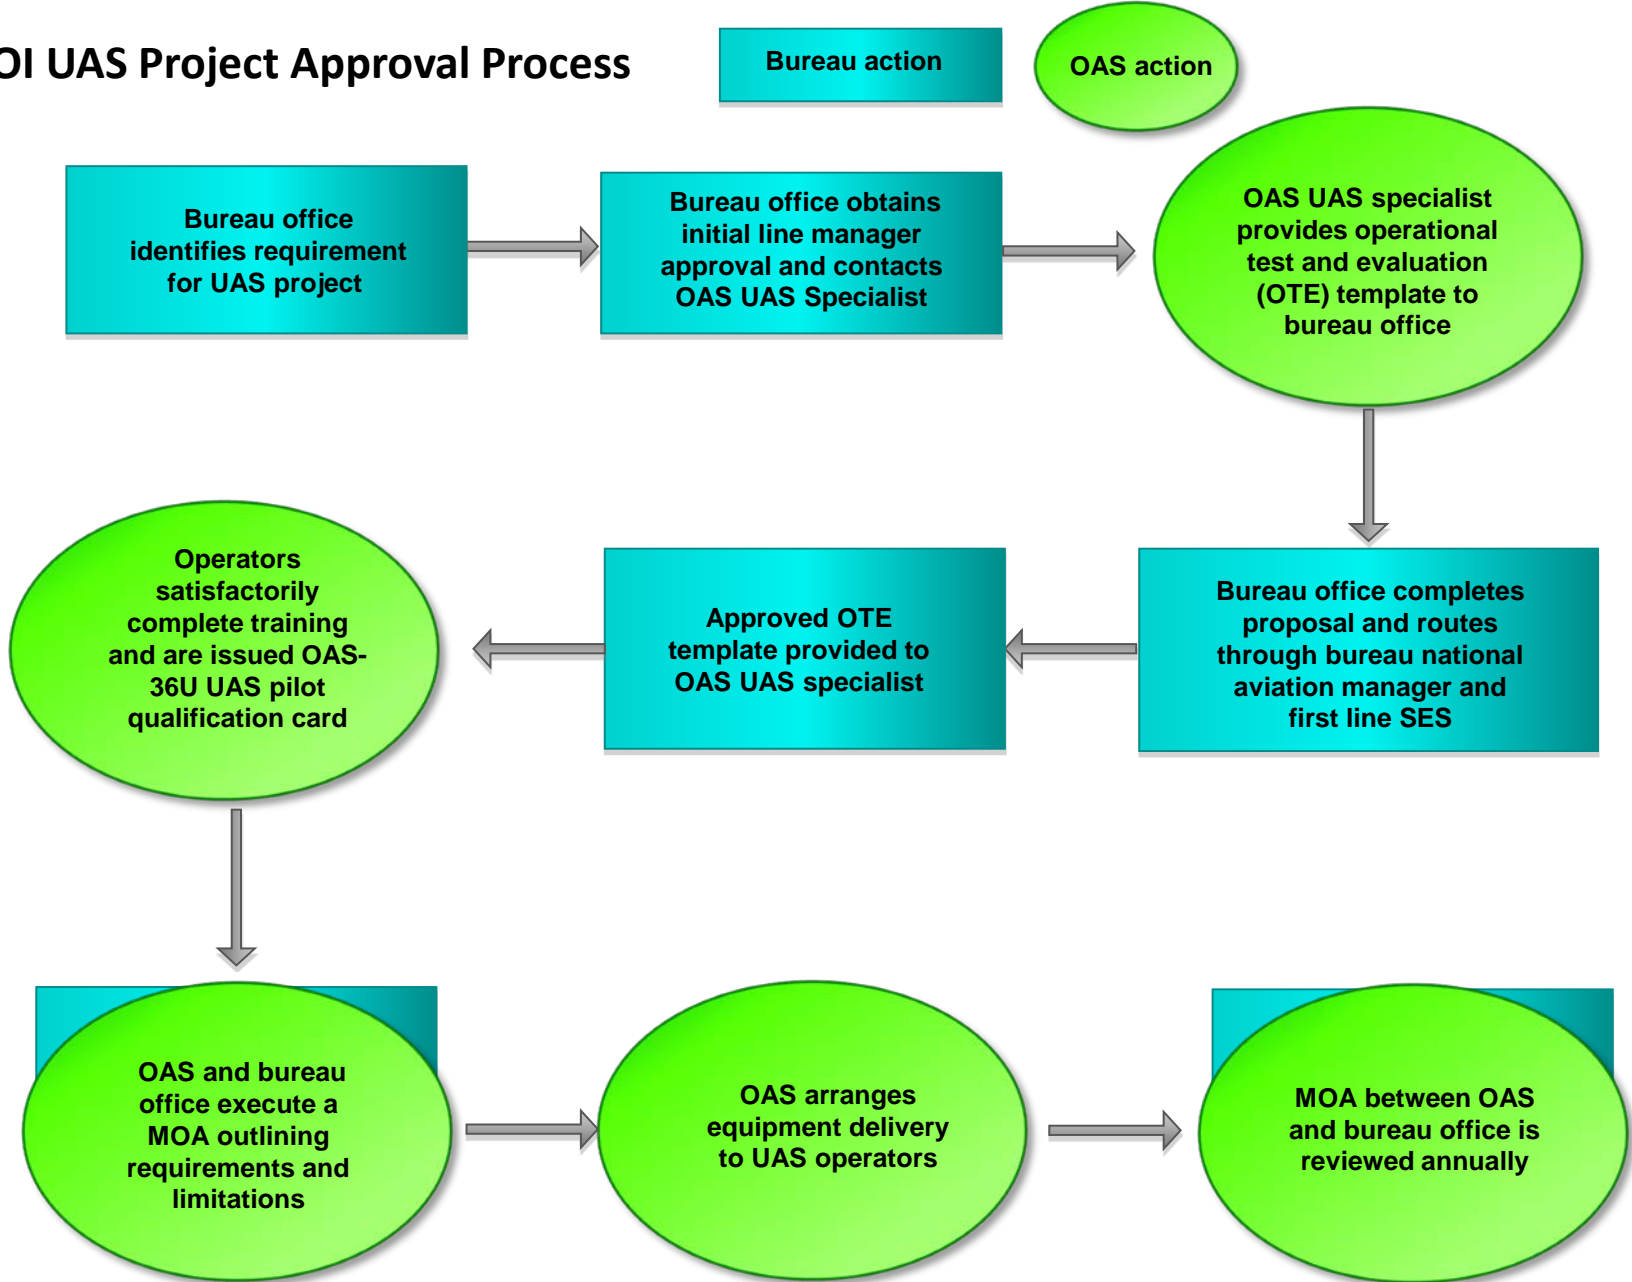 OI UAS Project Approval Process
Bureau action
OAS action
Bureau office
identifies requirement
for UAS project
Bureau office obtains
initial line manager
approval and contacts
OAS UAS Specialist
OAS UAS specialist
provides operational
test and evaluation
(OTE) template to
bureau office
Operators
satisfactorily
complete training
and are issued OAS-
36U UAS pilot
qualification card
Approved OTE
template provided to
OAS UAS specialist
Bureau office completes
proposal and routes
through bureau national
aviation manager and
first line SES
OAS and bureau
office execute a
MOA outlining
requirements and
limitations
OAS arranges
equipment delivery
to UAS operators
MOA between OAS
and bureau office is
reviewed annually